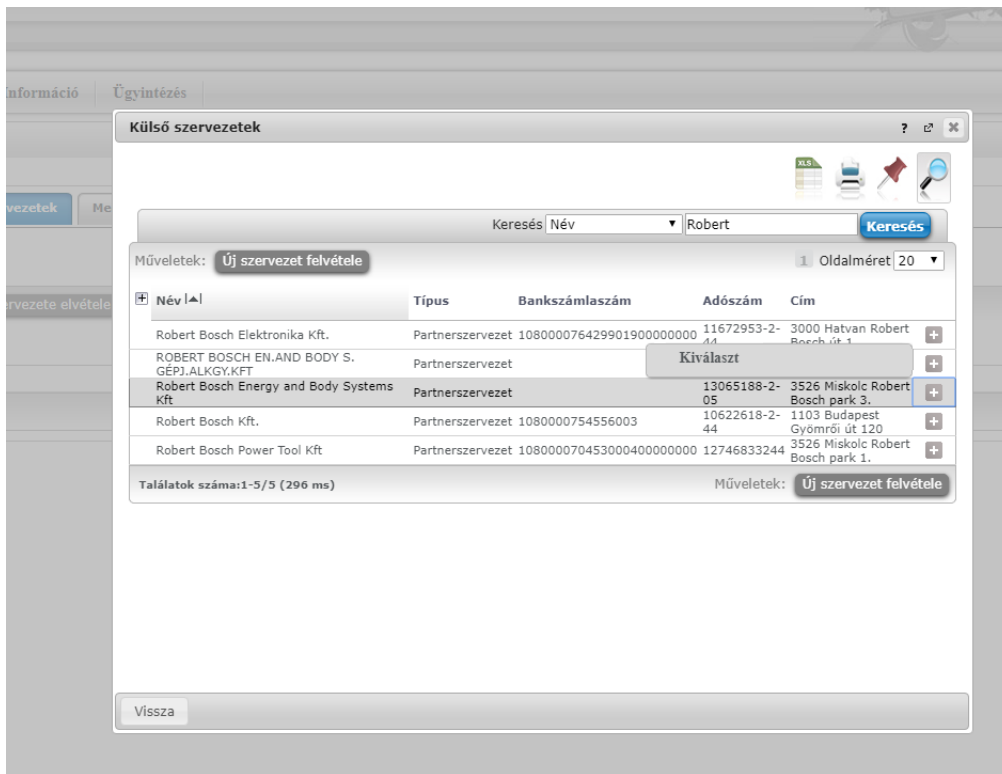 Információ Ügyintézés
Külső szervezetek ?
XLS
vezetek Me
Keresés Név Robert Keresés
Műveletek: Új szervezet felvétele 1 Oldalméret 20
ervezete elvétele
Név Típus Bankszámlaszám Adószám Cím
Robert Bosch Elektronika Kft. Partnerszervezet 108000076429901900000000 11672953-2- 3000 Hatvan Robert
44 Bosch út 1
Kiválaszt
ROBERT BOSCH EN.AND BODY S. Partnerszervezet
GÉPJ.ALKGY.KFT
Robert Bosch Energy and Body Systems Partnerszervezet 13065188-2- 3526 Miskolc Robert
Kft 05 Bosch park 3.
Robert Bosch Kft. Partnerszervezet 1080000754556003 10622618-2- 1103 Budapest
44 Gyömrői út 120
Robert Bosch Power Tool Kft Partnerszervezet 108000070453000400000000 12746833244 3526 Miskolc Robert
Bosch park 1.
Találatok száma:1-5/5 (296 ms) Műveletek: Új szervezet felvétele
Vissza